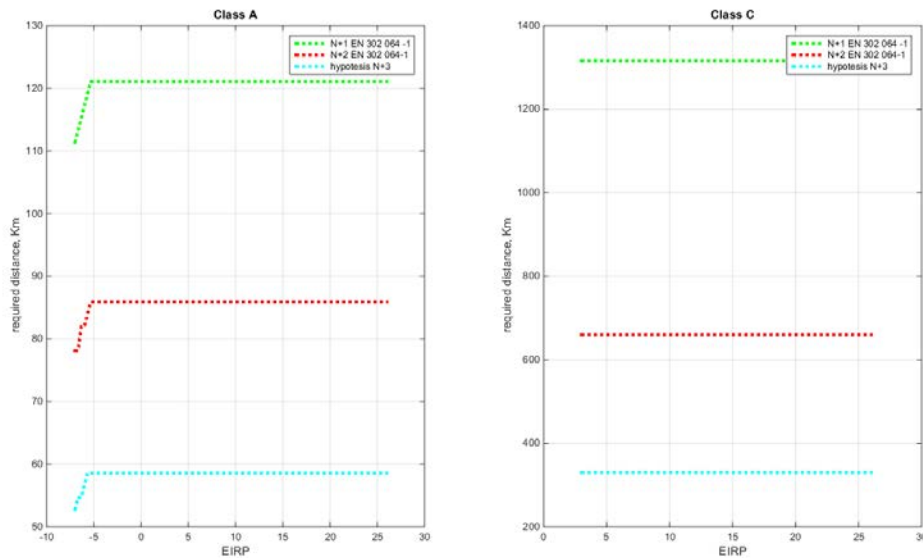 Class A
N+1 EN 302 064 -1
N+2 EN 302 064-1
hypotesis N+3
required distance, Km
130
120
110
100
90
80
70
60
50
-10
-5
0
5
10
15
20
25
30
EIRP
Class C
N+1 EN 302 064 -1
N+2 EN 302 064-1
hypotesis N+3
required distance, Km
1400
1200
1000
800
600
400
200
0
5
10
15
20
25
30
EIRP